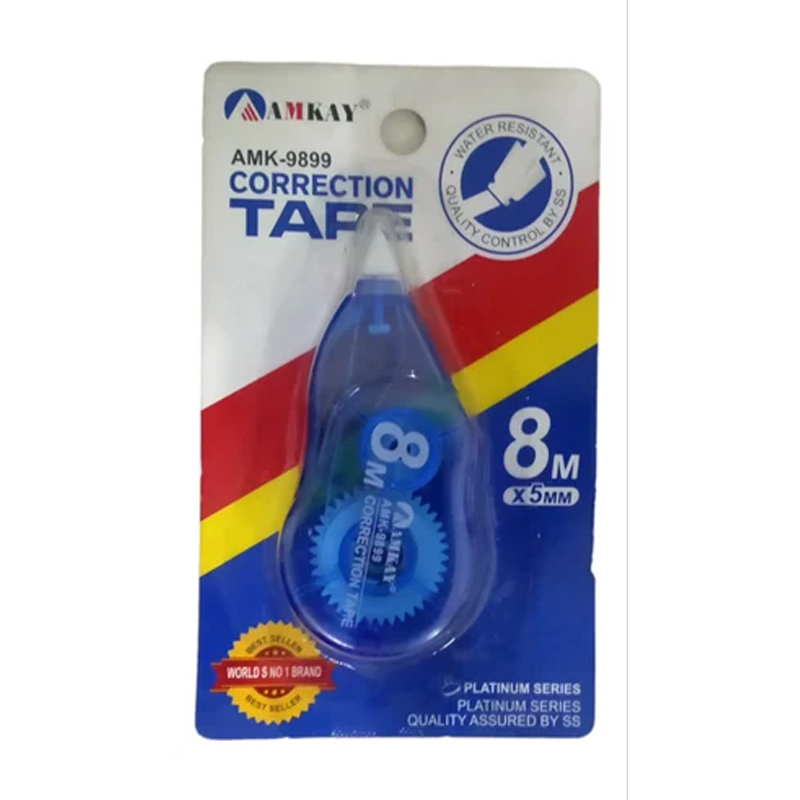 AMKAY®
AMK-9899
CORRECTION
TAPE
WATER RESISTANT
QUALITY CONTROL BY SS
8M
X 5MM
8
M
CORRECTION TAPE
AMK-9899
AMKAY
BEST SELLER
WORLD S NO 1 BRAND
BEST SELLER
PLATINUM SERIES
PLATINUM SERIES
QUALITY ASSURED BY SS